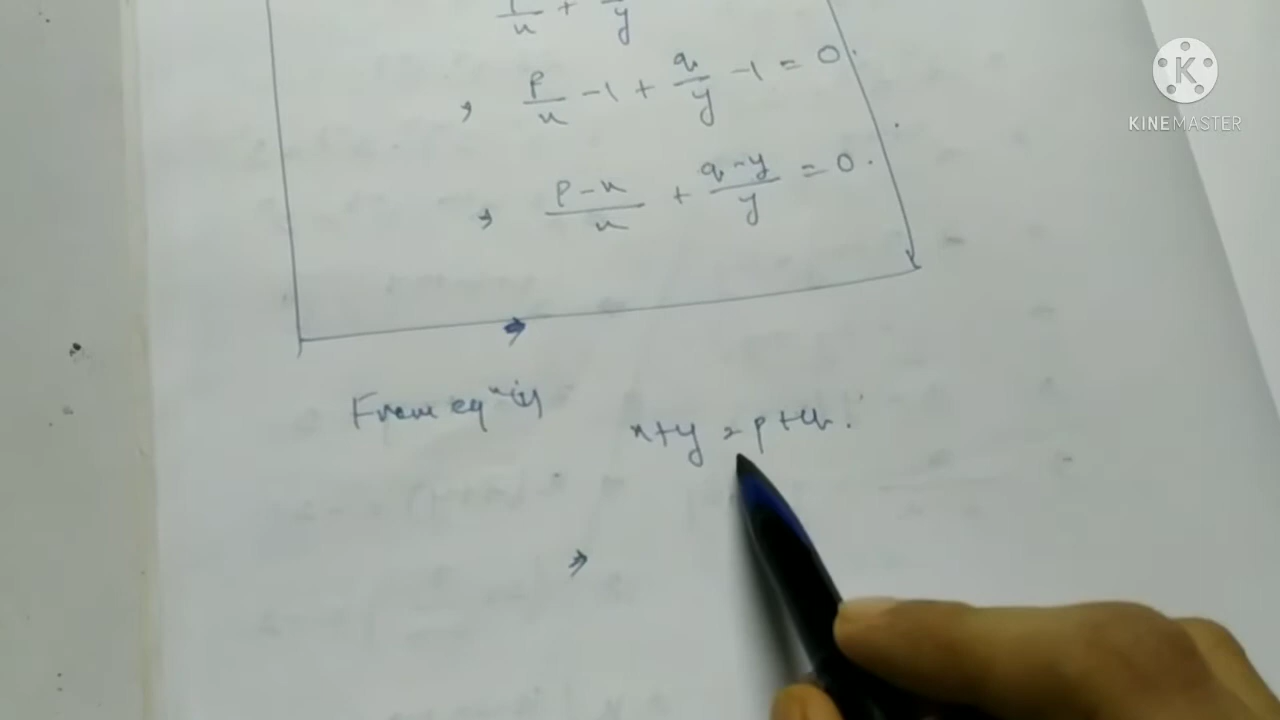 p/x + /y
, p/x - 1 + q/y - 1 = 0.
, p-x/x + q-y/y = 0.
KINEMASTER
From eqⁿ (i)
x+y = p+q.
⇒